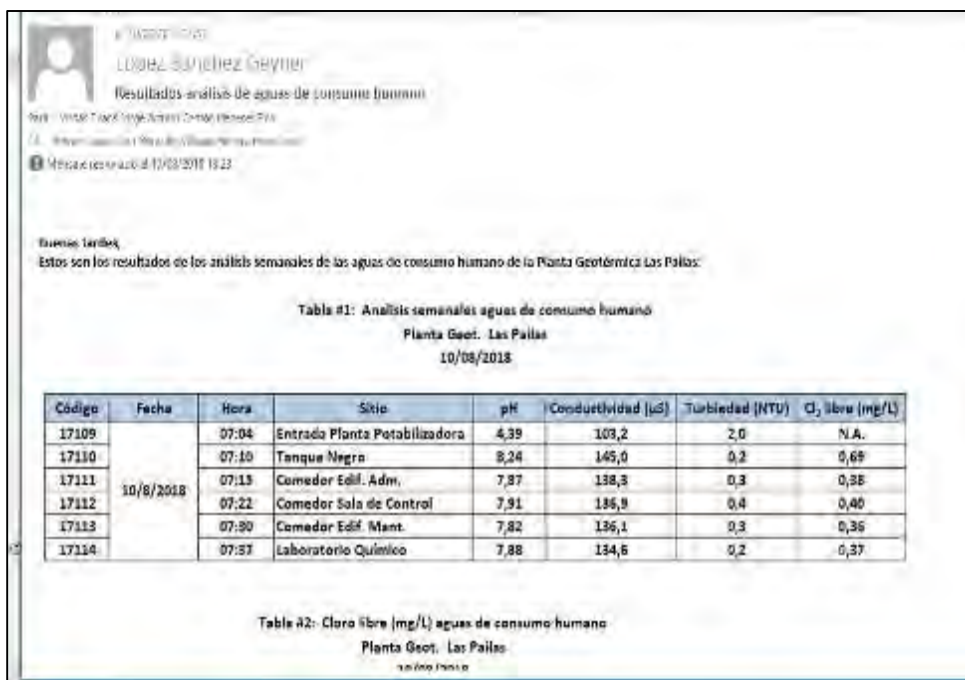 López Sánchez Geyner
Resultados análisis de aguas de consumo humano
Buenas tardes,
Estos son los resultados de los análisis semanales de las aguas de consumo humano de la Planta Geotérmica Las Pailas:
Tabla #1: Analisis semanales aguas de consumo humano
Planta Geot. Las Pailas
10/08/2018
Código Fecha Hora Sitio pH Conductividad (µS) Turbiedad (NTU) Cl₂ libre (mg/L)
17109 07:04 Entrada Planta Potabilizadora 4,39 103,2 2,0 N.A.
17110 07:10 Tanque Negro 8,24 145,0 0,2 0,69
17111 07:15 Comedor Edif. Adm. 7,87 138,3 0,3 0,38
10/8/2018
17112 07:22 Comedor Sala de Control 7,91 136,9 0,4 0,40
17113 07:30 Comedor Edif. Mant. 7,82 136,1 0,3 0,36
17114 07:37 Laboratorio Químico 7,88 134,6 0,2 0,37
Tabla #2: Cloro libre (mg/L) aguas de consumo humano
Planta Geot. Las Pailas